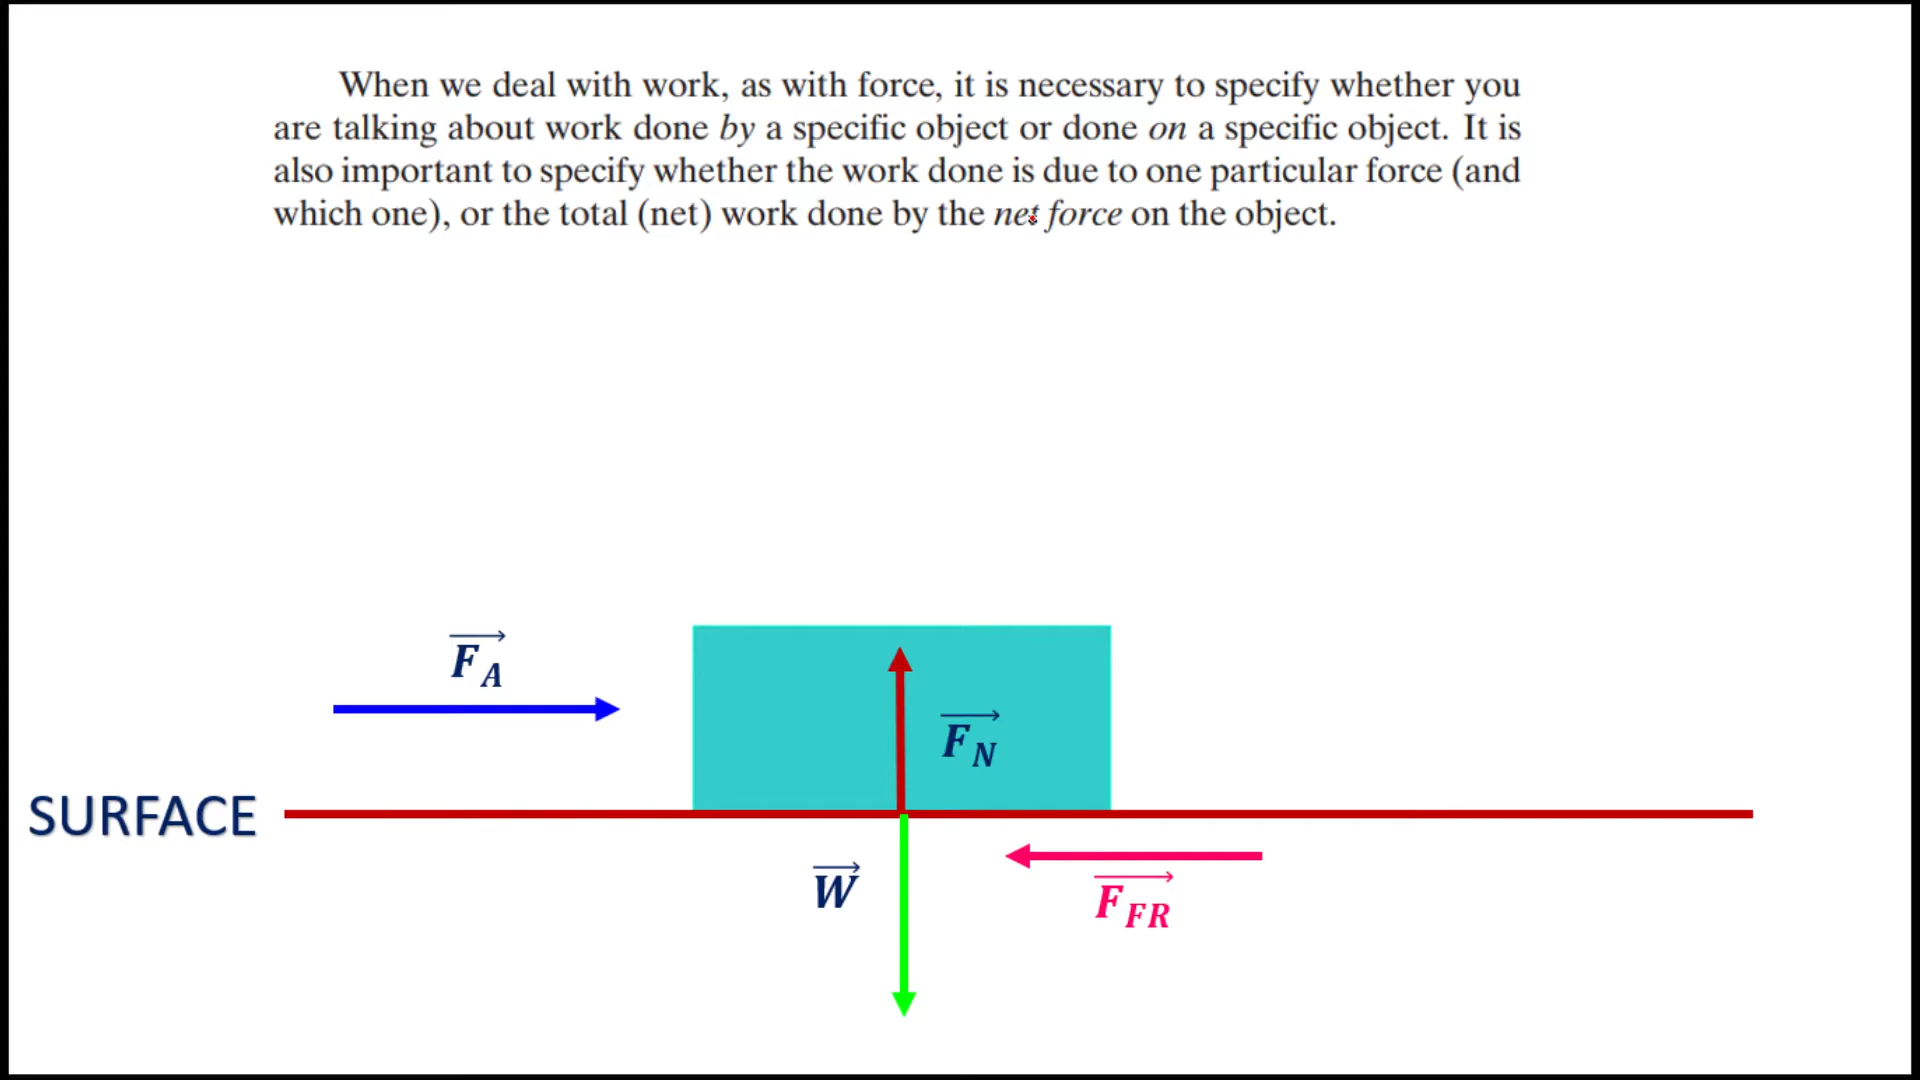 When we deal with work, as with force, it is necessary to specify whether you
are talking about work done by a specific object or done on a specific object. It is
also important to specify whether the work done is due to one particular force (and
which one), or the total (net) work done by the net force on the object.
F⃗_A
F⃗_N
SURFACE
W⃗
F⃗_FR